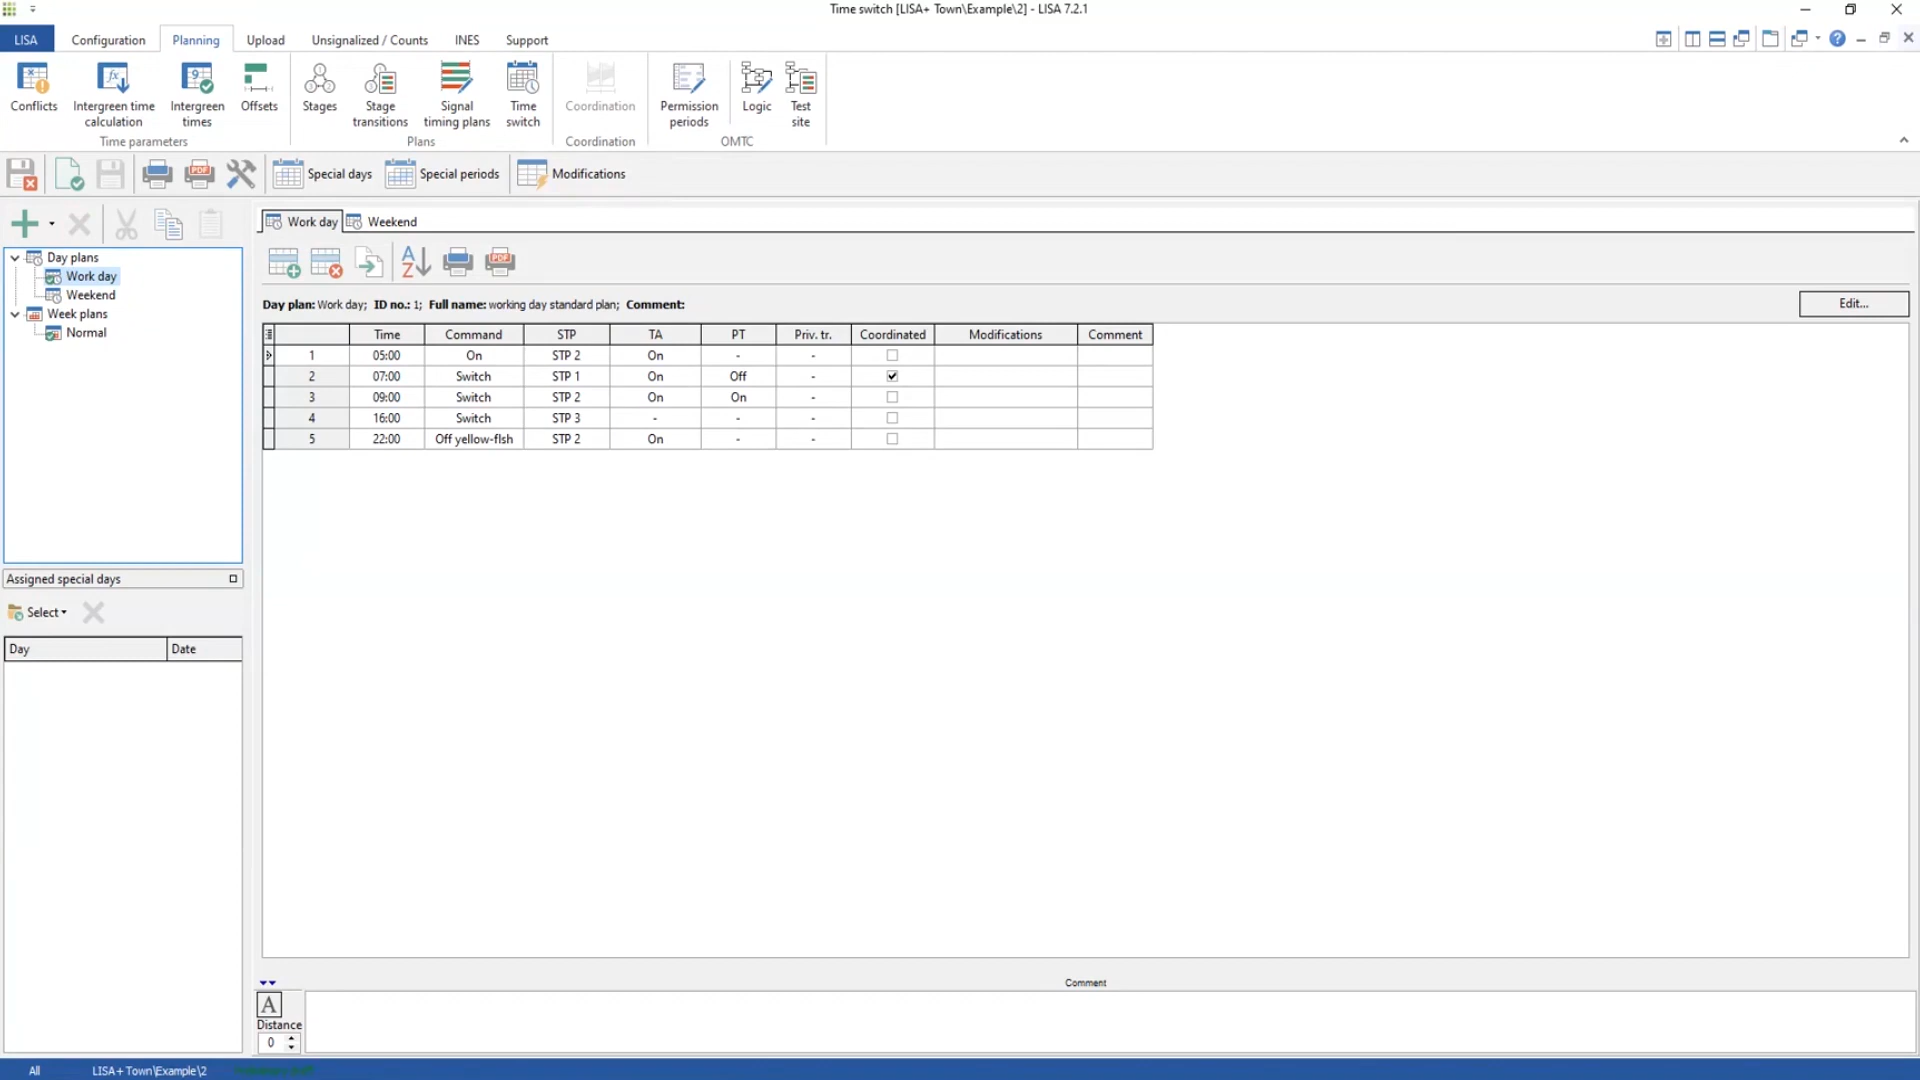 Time switch [LISA+ Town\Example\2] - LISA 7.2.1
LISA Configuration Planning Upload Unsignalized / Counts INES Support
Conflicts Intergreen time calculation Intergreen times Offsets Stages Stage transitions Signal timing plans Time switch Coordination Permission periods Logic Test site
Time parameters Plans Coordination OMTC
Special days Special periods Modifications
Work day Weekend
Day plans
Work day
Weekend
Week plans
Normal
Day plan: Work day; ID no.: 1; Full name: working day standard plan; Comment:
Edit...
Time Command STP TA PT Priv. tr. Coordinated Modifications Comment
1 05:00 On STP 2 On - -
2 07:00 Switch STP 1 On Off -
3 09:00 Switch STP 2 On On -
4 16:00 Switch STP 3 - - -
5 22:00 Off yellow-flsh STP 2 On - -
Assigned special days
Select
Day Date
Comment
A
Distance
0
All LISA+ Town\Example\2